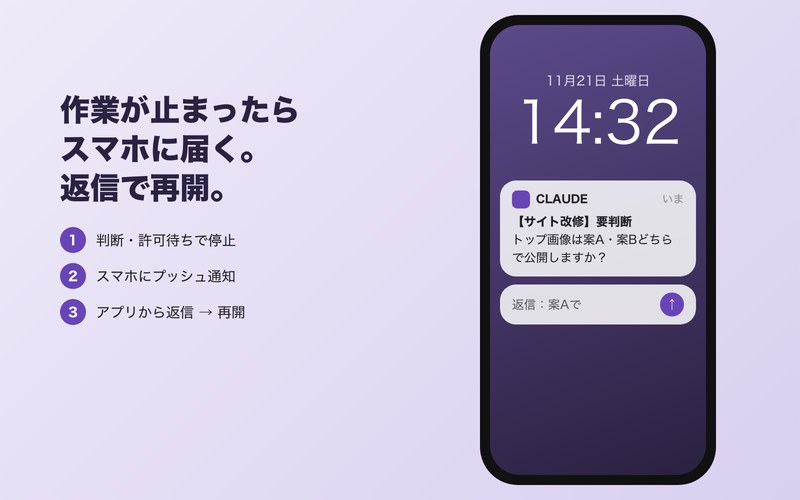 作業が止まったら
スマホに届く。
返信で再開。
1 判断・許可待ちで停止
2 スマホにプッシュ通知
3 アプリから返信 → 再開
11月21日 土曜日
14:32
CLAUDE いま
【サイト改修】要判断
トップ画像は案A・案Bどちら
で公開しますか？
返信：案Aで ↑